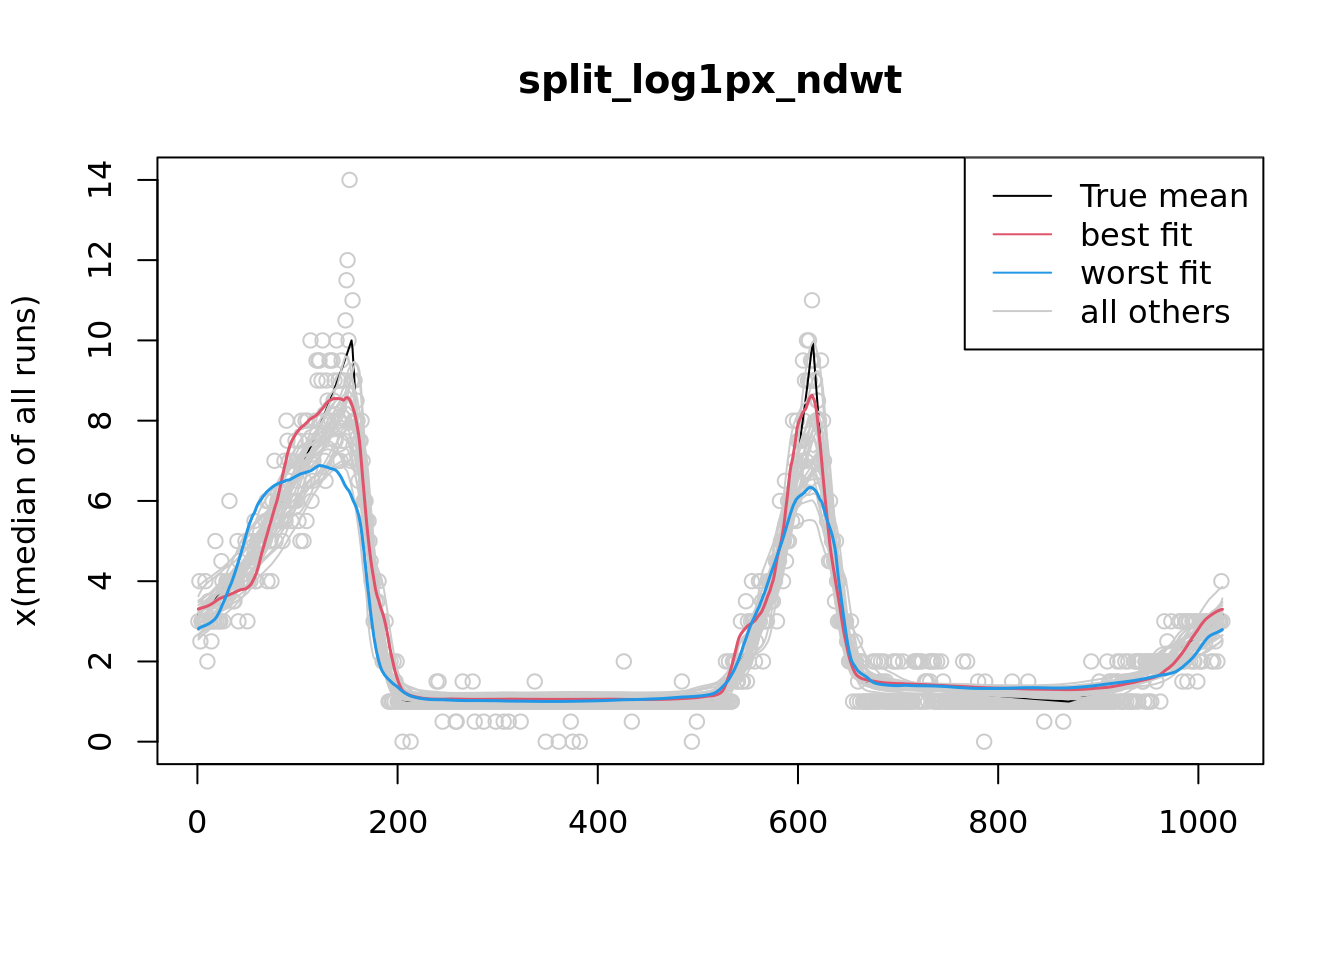 split_log1px_ndwt
x(median of all runs)
14
12
10
8
6
4
2
0
0 200 400 600 800 1000
True mean
best fit
worst fit
all others